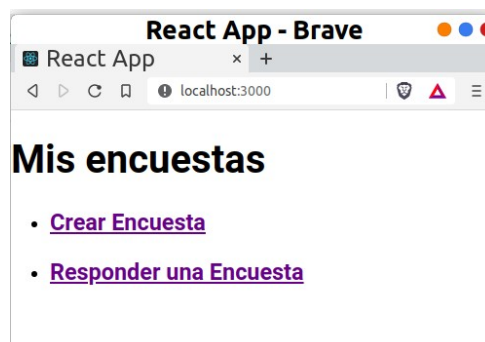 React App - Brave
React App × +
localhost:3000
Mis encuestas
• Crear Encuesta
• Responder una Encuesta